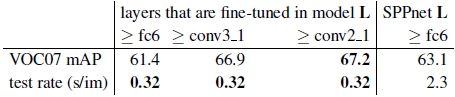 layers that are fine-tuned in model L SPPnet L
≥ fc6 ≥ conv3_1 ≥ conv2_1 ≥ fc6
VOC07 mAP 61.4 66.9 67.2 63.1
test rate (s/im) 0.32 0.32 0.32 2.3